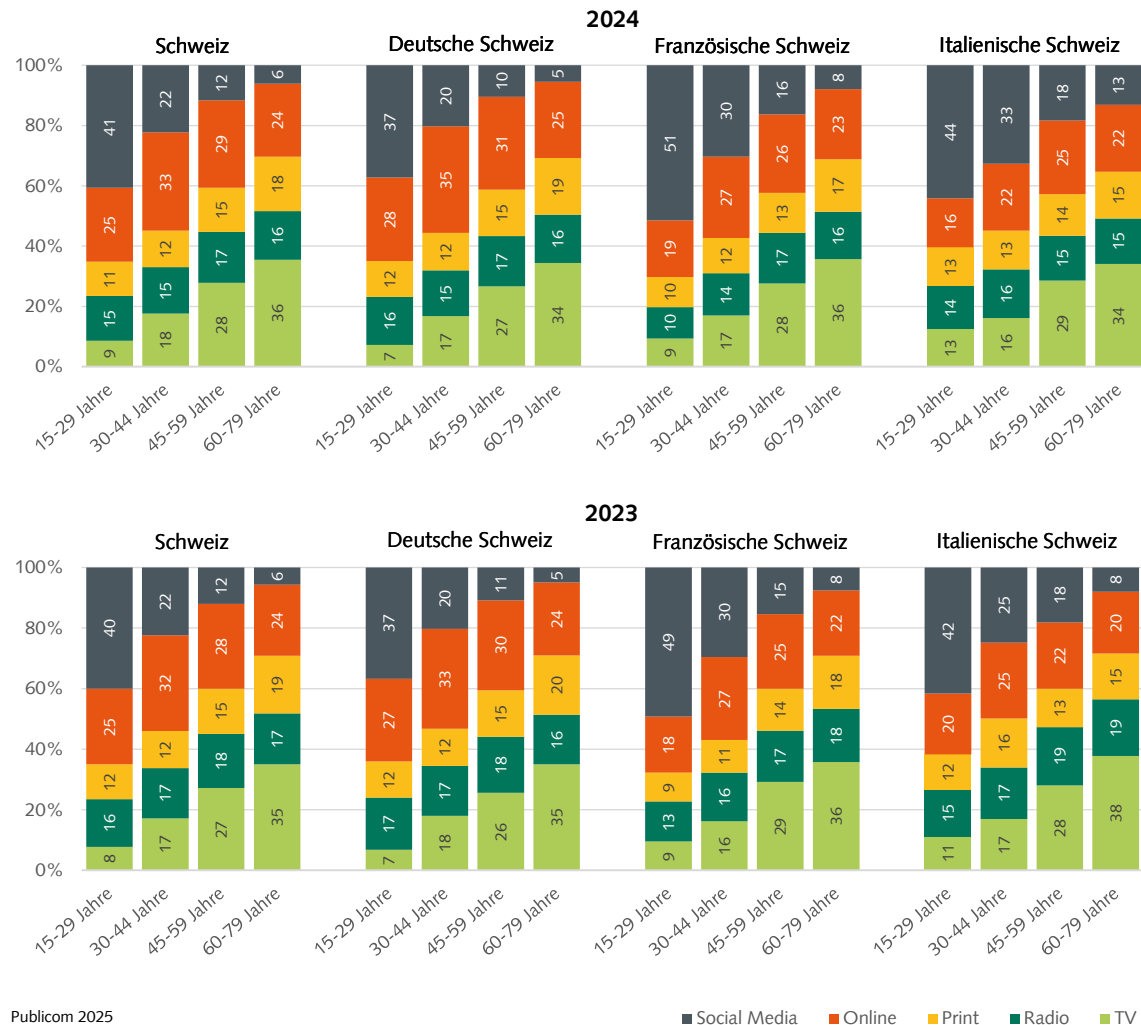 2024
Schweiz Deutsche Schweiz Französische Schweiz Italienische Schweiz
100%
80%
60%
40%
20%
0%
41 22 12 6 37 20 10 5 51 30 16 8 44 33 18 13
25 33 29 24 28 35 31 25 19 27 26 23 16 22 25 22
11 12 15 18 12 12 15 19 10 12 13 17 13 13 14 15
15 15 17 16 16 15 17 16 10 14 17 16 14 16 15 15
9 18 28 36 7 17 27 34 9 17 28 36 13 16 29 34
15-29 Jahre 30-44 Jahre 45-59 Jahre 60-79 Jahre 15-29 Jahre 30-44 Jahre 45-59 Jahre 60-79 Jahre 15-29 Jahre 30-44 Jahre 45-59 Jahre 60-79 Jahre 15-29 Jahre 30-44 Jahre 45-59 Jahre 60-79 Jahre
2023
Schweiz Deutsche Schweiz Französische Schweiz Italienische Schweiz
100%
80%
60%
40%
20%
0%
40 22 12 6 37 20 11 5 49 30 15 8 42 25 18 8
25 32 28 24 27 33 30 24 18 27 25 22 20 25 22 20
12 12 15 19 12 12 15 20 9 11 14 18 12 16 13 15
16 17 18 17 17 17 18 16 13 16 17 18 15 17 19 19
8 17 27 35 7 18 26 35 9 16 29 36 11 17 28 38
15-29 Jahre 30-44 Jahre 45-59 Jahre 60-79 Jahre 15-29 Jahre 30-44 Jahre 45-59 Jahre 60-79 Jahre 15-29 Jahre 30-44 Jahre 45-59 Jahre 60-79 Jahre 15-29 Jahre 30-44 Jahre 45-59 Jahre 60-79 Jahre
Publicom 2025 Social Media Online Print Radio TV